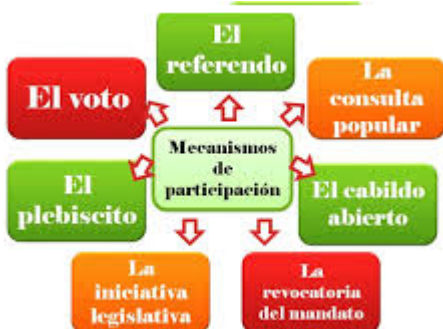 El
referendo
El voto
La
consulta
popular
Mecanismos
de
participación
El
plebiscito
El cabildo
abierto
La
iniciativa
legislativa
La
revocatoria
del mandato